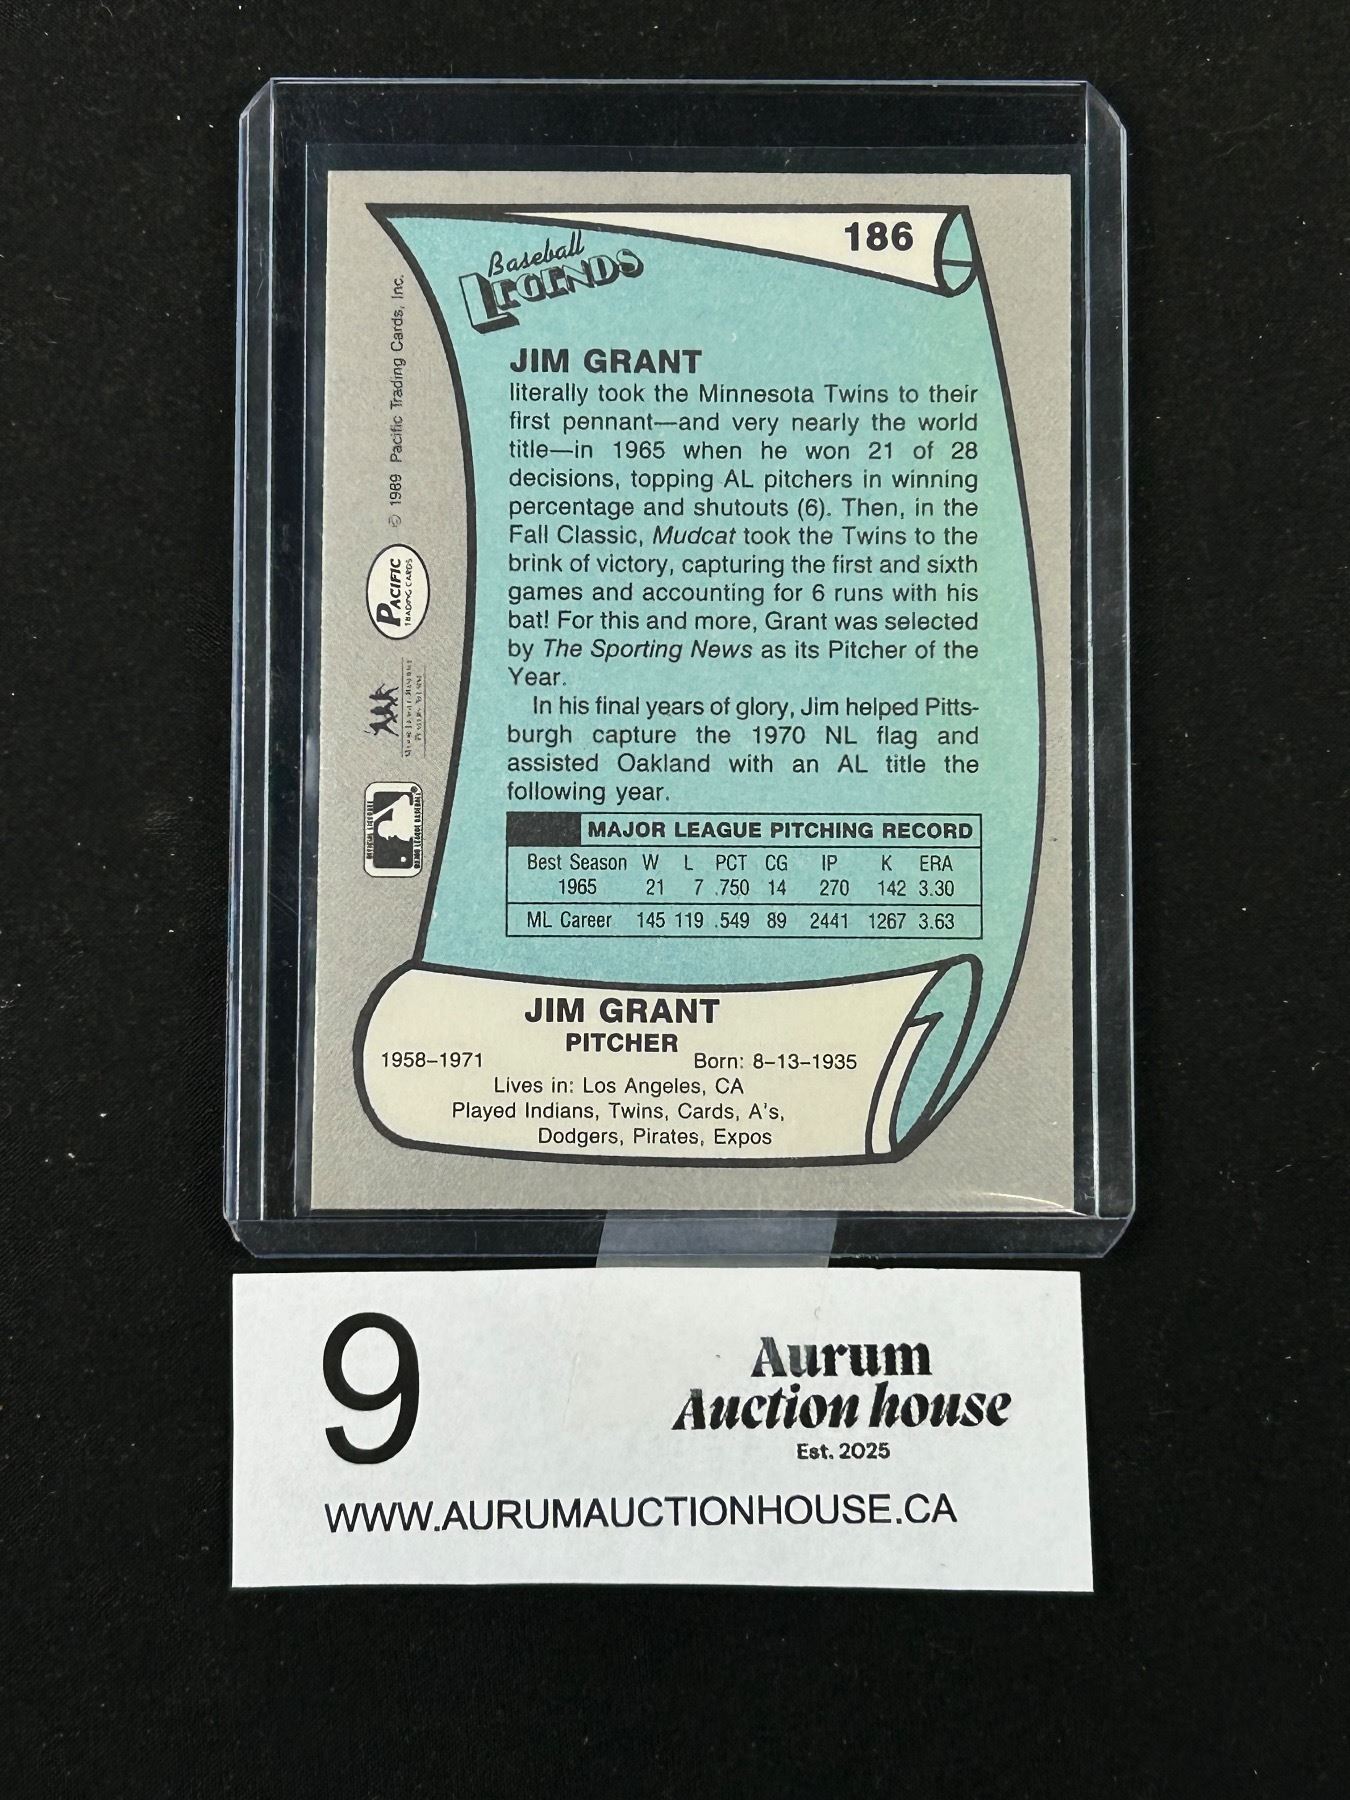 186
Baseball
LEGENDS
JIM GRANT
literally took the Minnesota Twins to their
first pennant—and very nearly the world
title—in 1965 when he won 21 of 28
decisions, topping AL pitchers in winning
percentage and shutouts (6). Then, in the
Fall Classic, Mudcat took the Twins to the
brink of victory, capturing the first and sixth
games and accounting for 6 runs with his
bat! For this and more, Grant was selected
by The Sporting News as its Pitcher of the
Year.
In his final years of glory, Jim helped Pitts-
burgh capture the 1970 NL flag and
assisted Oakland with an AL title the
following year.
MAJOR LEAGUE PITCHING RECORD
Best Season W L PCT CG IP K ERA
1965 21 7 .750 14 270 142 3.30
ML Career 145 119 .549 89 2441 1267 3.63
JIM GRANT
PITCHER
1958–1971 Born: 8–13–1935
Lives in: Los Angeles, CA
Played Indians, Twins, Cards, A's,
Dodgers, Pirates, Expos
© 1989 Pacific Trading Cards, Inc.
PACIFIC
TRADING CARDS
9
Aurum
Auction house
Est. 2025
WWW.AURUMAUCTIONHOUSE.CA